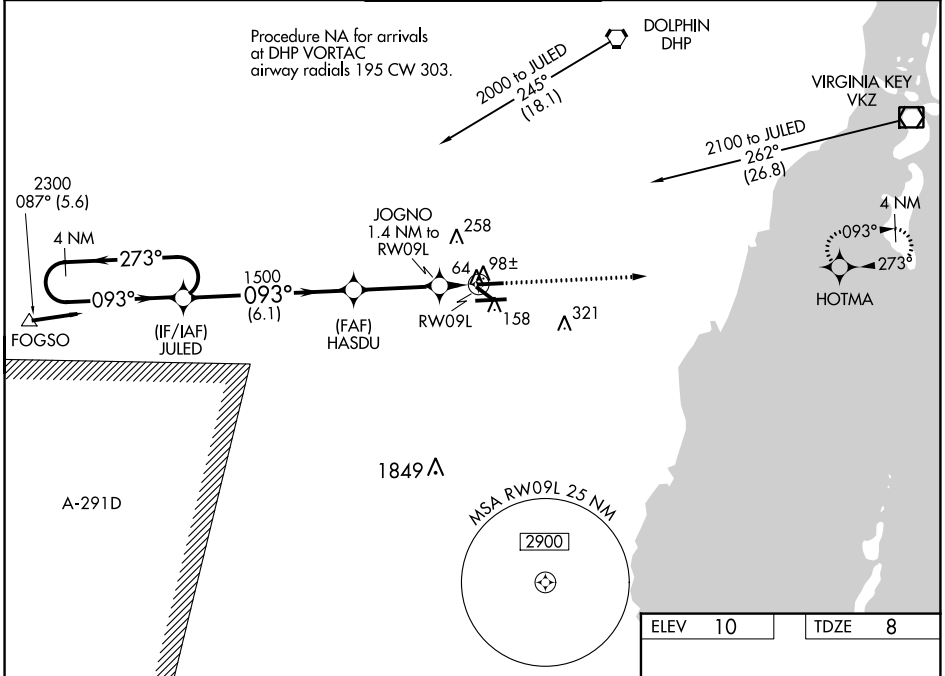 Procedure NA for arrivals
at DHP VORTAC
airway radials 195 CW 303.
DOLPHIN
DHP
2000 to JULED
245°
(18.1)
VIRGINIA KEY
VKZ
2100 to JULED
262°
(26.8)
2300
087° (5.6)
4 NM
273°
093°
FOGSO
(IF/IAF)
JULED
1500
093°
(6.1)
(FAF)
HASDU
JOGNO
1.4 NM to
RW09L
258
64
98±
RW09L
158
321
4 NM
093°
273°
HOTMA
A-291D
1849
MSA RW09L 25 NM
2900
ELEV 10
TDZE 8